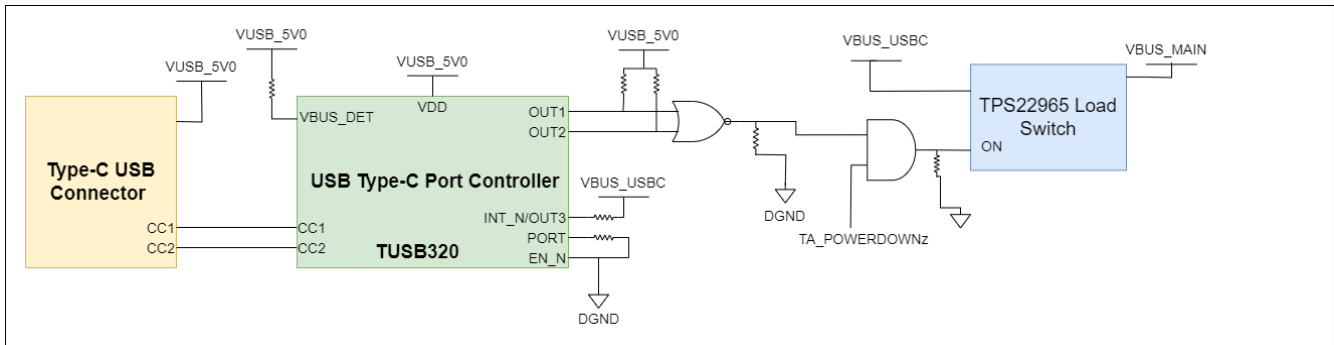 VUSB_5V0
VUSB_5V0
VUSB_5V0
VUSB_5V0
VBUS_USBC
VBUS_MAIN
Type-C USB
Connector
CC1
CC2
VBUS_DET
VDD
OUT1
OUT2
USB Type-C Port Controller
INT_N/OUT3
PORT
EN_N
CC1
CC2
TUSB320
VBUS_USBC
DGND
DGND
TA_POWERDOWNz
TPS22965 Load
Switch
ON